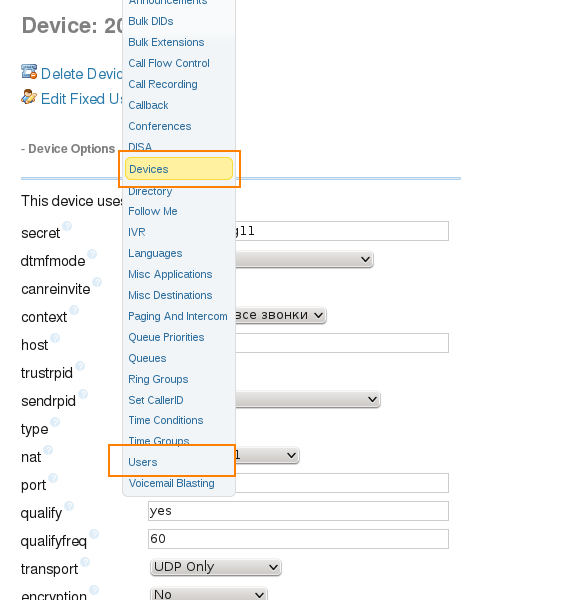 Announcements
Device: 20
Bulk DIDs
Bulk Extensions
Call Flow Control
Delete Devic
Call Recording
Edit Fixed Us
Callback
Conferences
DISA
- Device Options
Devices
Directory
This device uses
Follow Me
secret
IVR
g11
dtmfmode
Languages
canreinvite
Misc Applications
Misc Destinations
context
Paging And Intercom
все звонки
host
Queue Priorities
Queues
trustrpid
Ring Groups
sendrpid
Set CallerID
type
Time Conditions
Time Groups
nat
Users
port
Voicemail Blasting
qualify
yes
qualifyfreq
60
transport
UDP Only
encryption
No